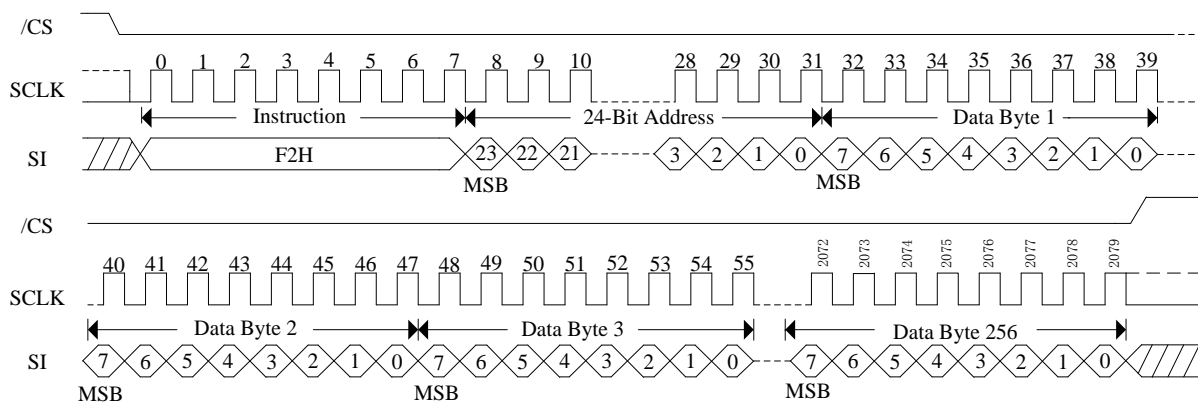 /CS
0 1 2 3 4 5 6 7 8 9 10 28 29 30 31 32 33 34 35 36 37 38 39
SCLK
Instruction 24-Bit Address Data Byte 1
SI F2H 23 22 21 3 2 1 0 7 6 5 4 3 2 1 0
MSB MSB
/CS
40 41 42 43 44 45 46 47 48 49 50 51 52 53 54 55 2072 2073 2074 2075 2076 2077 2078 2079
SCLK
Data Byte 2 Data Byte 3 Data Byte 256
SI 7 6 5 4 3 2 1 0 7 6 5 4 3 2 1 0 7 6 5 4 3 2 1 0
MSB MSB MSB